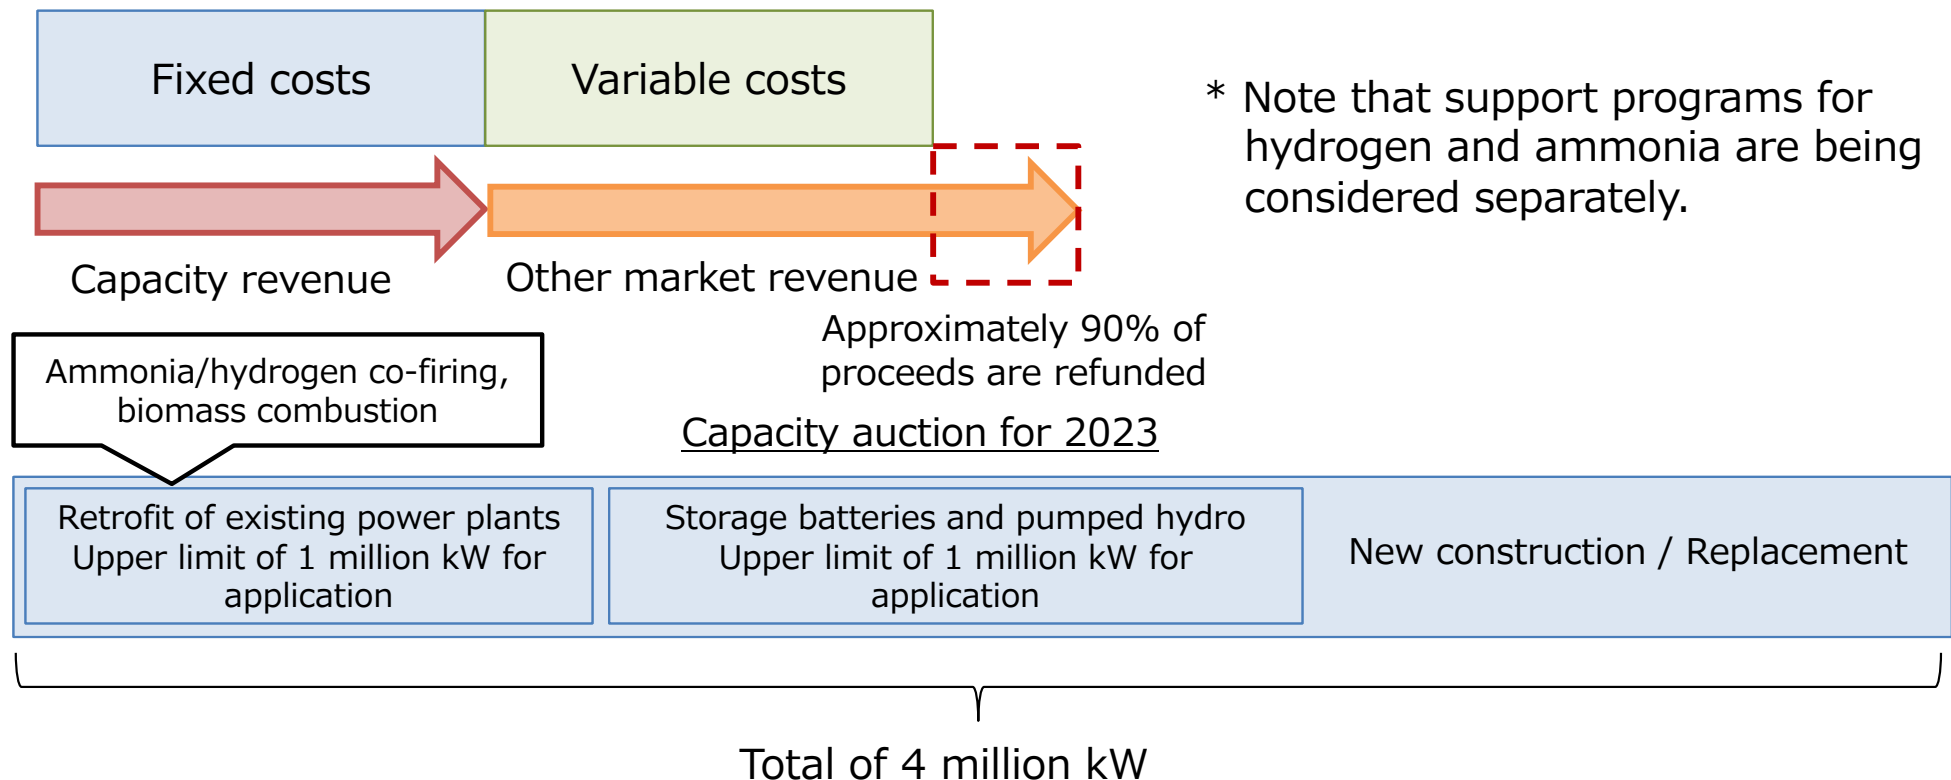 Fixed costs
Variable costs
* Note that support programs for
hydrogen and ammonia are being
considered separately.
Capacity revenue
Other market revenue
Approximately 90% of
proceeds are refunded
Ammonia/hydrogen co-firing,
biomass combustion
Capacity auction for 2023
Retrofit of existing power plants
Upper limit of 1 million kW for
application
Storage batteries and pumped hydro
Upper limit of 1 million kW for
application
New construction / Replacement
Total of 4 million kW